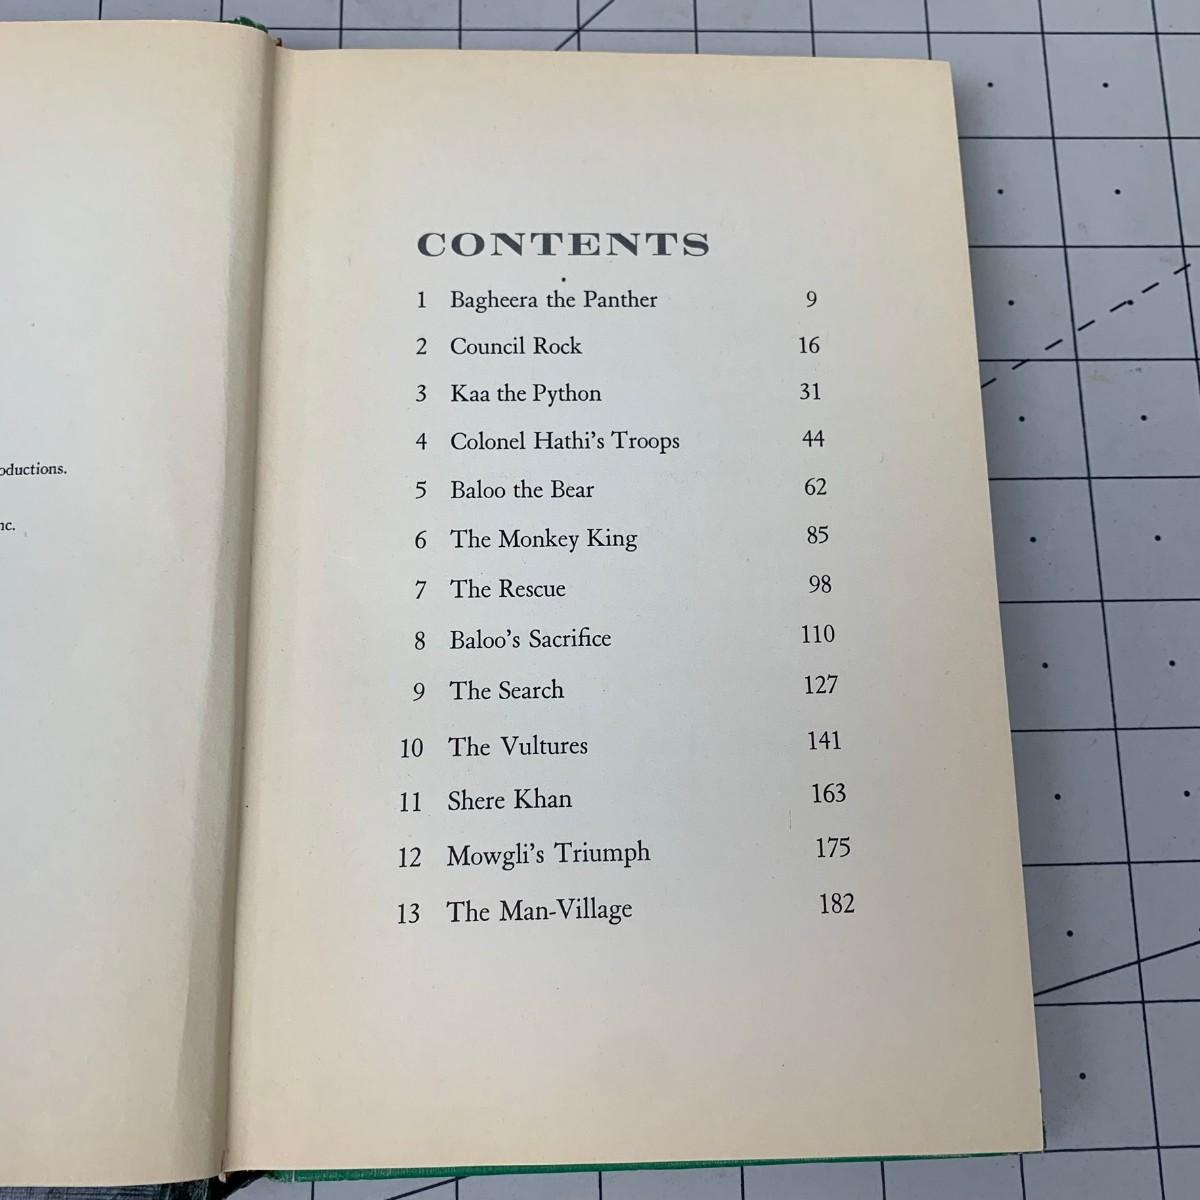 oductions.
nc.
CONTENTS
1 Bagheera the Panther 9
2 Council Rock 16
3 Kaa the Python 31
4 Colonel Hathi's Troops 44
5 Baloo the Bear 62
6 The Monkey King 85
7 The Rescue 98
8 Baloo's Sacrifice 110
9 The Search 127
10 The Vultures 141
11 Shere Khan 163
12 Mowgli's Triumph 175
13 The Man-Village 182